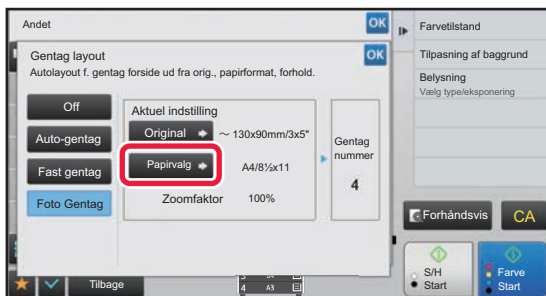 Andet
OK
Gentag layout
OK
Autolayout f. gentag forside ud fra orig., papirformat, forhold.
Off
Auto-gentag
Fast gentag
Foto Gentag
Aktuel indstilling
Original
~ 130x90mm/3x5"
Papirvalg
A4/8½x11
Zoomfaktor
100%
Gentag
nummer
4
Tilbage
4 A3
Farvetilstand
Tilpasning af baggrund
Belysning
Vælg type/eksponering
Forhåndsvis
CA
S/H
Start
Farve
Start